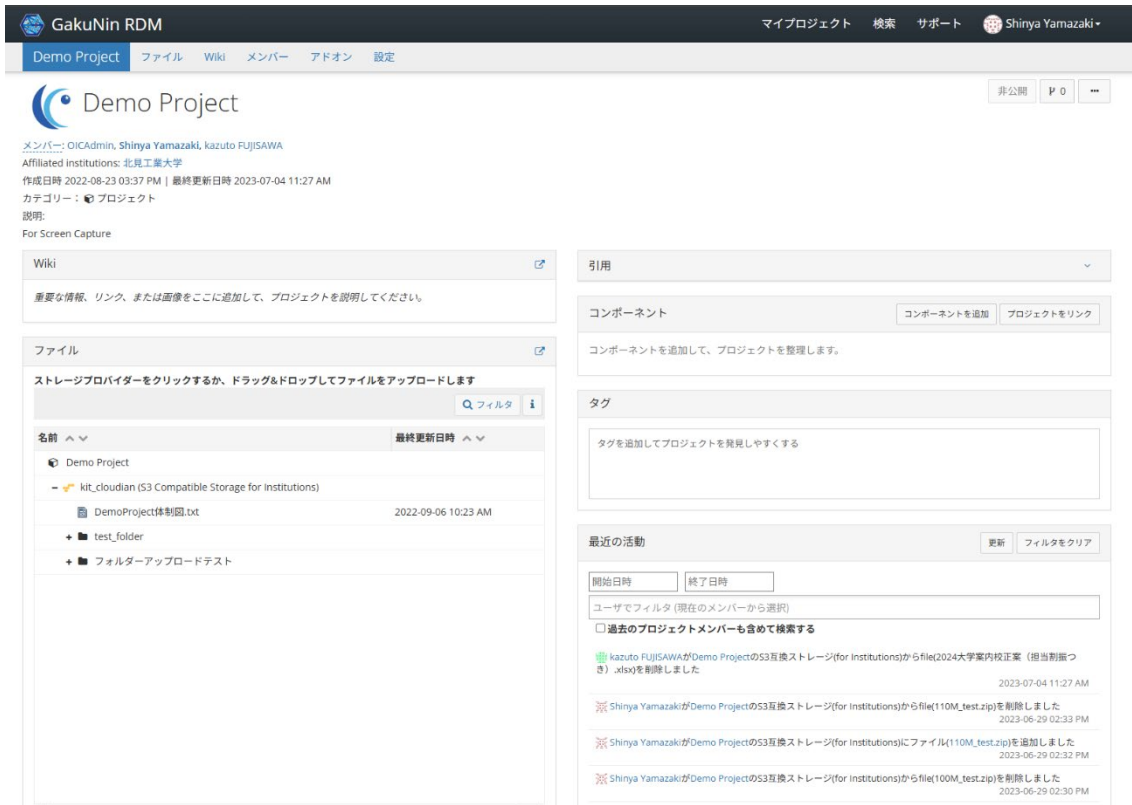 GakuNin RDM
マイプロジェクト 検索 サポート Shinya Yamazaki
Demo Project ファイル Wiki メンバー アドオン 設定
Demo Project
非公開 0 ...
メンバー: OICAdmin, Shinya Yamazaki, kazuto FUJISAWA
Affiliated institutions: 北見工業大学
作成日時 2022-08-23 03:37 PM | 最終更新日時 2023-07-04 11:27 AM
カテゴリー： プロジェクト
説明:
For Screen Capture
Wiki
重要な情報、リンク、または画像をここに追加して、プロジェクトを説明してください。
ファイル
ストレージプロバイダーをクリックするか、ドラッグ&ドロップしてファイルをアップロードします
フィルタ i
名前 最終更新日時
Demo Project
kit_cloudian (S3 Compatible Storage for Institutions)
DemoProject体制図.txt 2022-09-06 10:23 AM
test_folder
フォルダーアップロードテスト
引用
コンポーネント コンポーネントを追加 プロジェクトをリンク
コンポーネントを追加して、プロジェクトを整理します。
タグ
タグを追加してプロジェクトを発見しやすくする
最近の活動 更新 フィルタをクリア
開始日時 終了日時
ユーザでフィルタ (現在のメンバーから選択)
過去のプロジェクトメンバーも含めて検索する
kazuto FUJISAWAがDemo ProjectのS3互換ストレージ(for Institutions)からfile(2024大学案内校正案（担当割振つ
き）.xlsx)を削除しました
2023-07-04 11:27 AM
Shinya YamazakiがDemo ProjectのS3互換ストレージ(for Institutions)からfile(110M_test.zip)を削除しました
2023-06-29 02:33 PM
Shinya YamazakiがDemo ProjectのS3互換ストレージ(for Institutions)にファイル(110M_test.zip)を追加しました
2023-06-29 02:32 PM
Shinya YamazakiがDemo ProjectのS3互換ストレージ(for Institutions)からfile(100M_test.zip)を削除しました
2023-06-29 02:30 PM